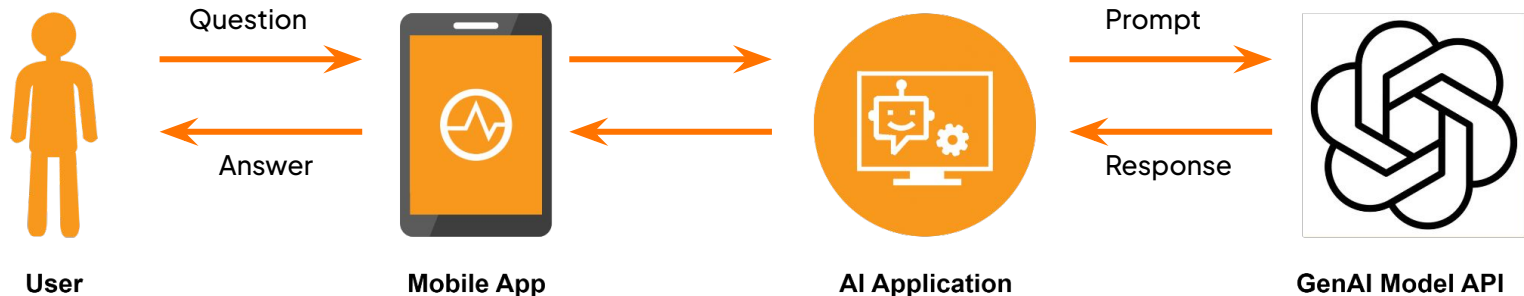 Question
Prompt
Answer
Response
User
Mobile App
AI Application
GenAI Model API